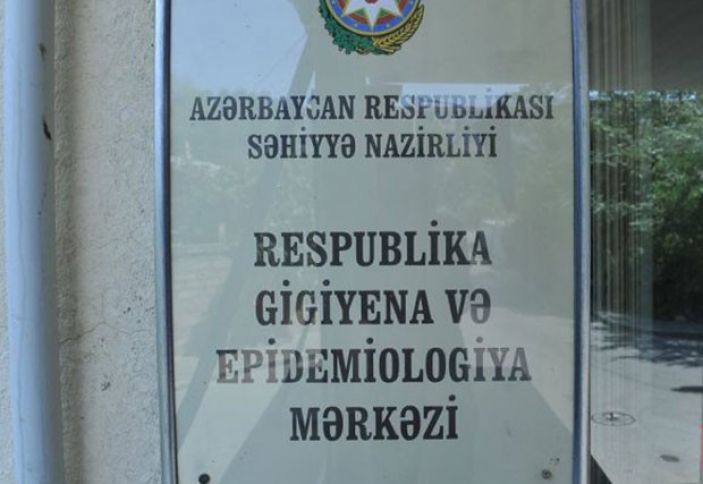 AZƏRBAYCAN RESPUBLİKASI
SƏHİYYƏ NAZİRLİYİ
RESPUBLİKA
GİGİYENA VƏ
EPİDEMİOLOGİYA
MƏRKƏZİ